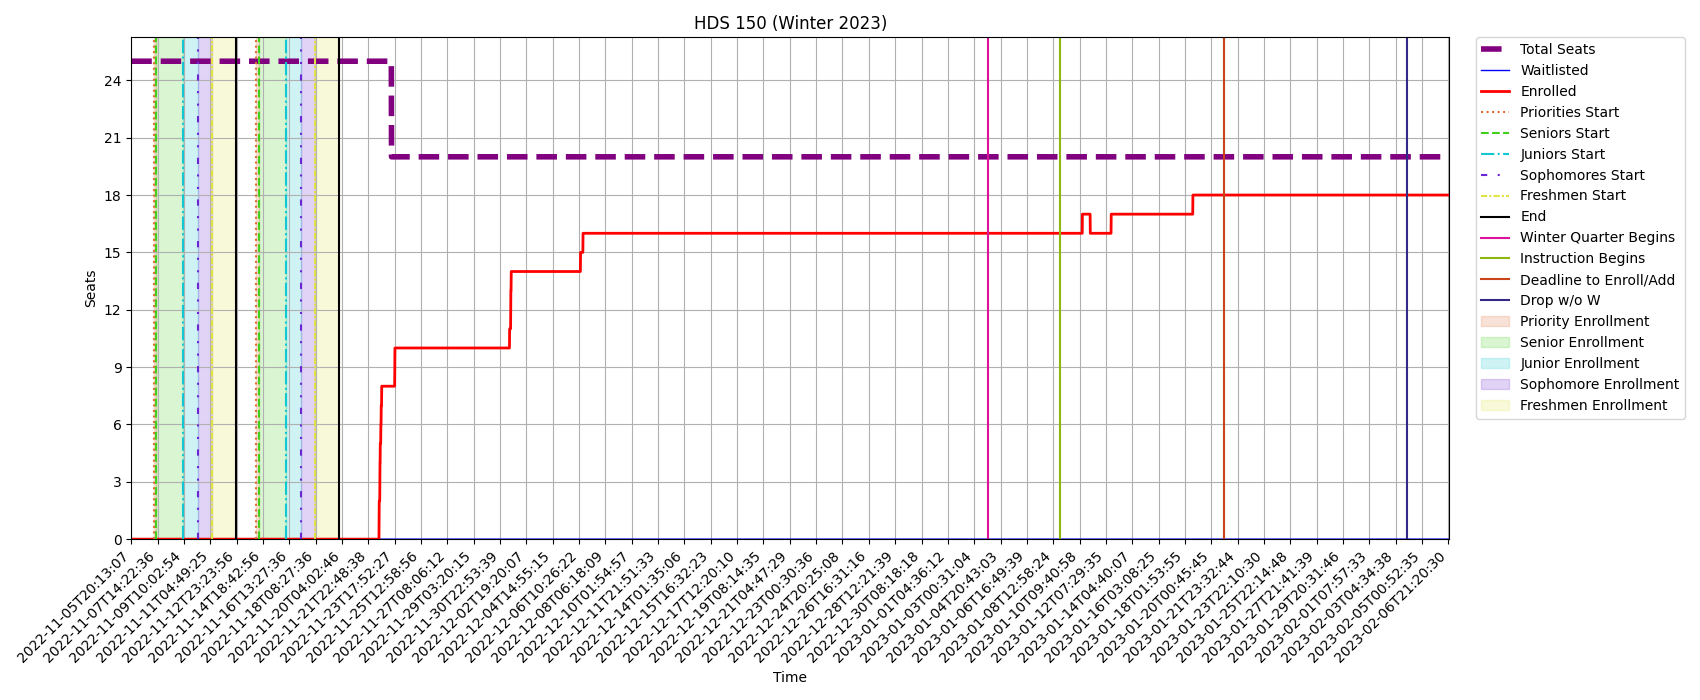 HDS 150 (Winter 2023)
Seats
24
21
18
15
12
9
6
3
0
2022-11-05T20:13:07
2022-11-07T14:22:36
2022-11-09T10:02:54
2022-11-11T04:49:25
2022-11-12T23:23:56
2022-11-14T18:42:56
2022-11-16T13:27:36
2022-11-18T08:27:36
2022-11-20T04:02:46
2022-11-21T22:48:38
2022-11-23T17:52:27
2022-11-25T12:58:56
2022-11-27T08:06:12
2022-11-29T03:20:15
2022-11-30T22:53:39
2022-12-02T19:20:07
2022-12-04T14:55:15
2022-12-06T10:26:22
2022-12-08T06:18:09
2022-12-10T01:54:57
2022-12-11T21:51:33
2022-12-14T01:35:06
2022-12-15T16:32:23
2022-12-17T12:20:10
2022-12-19T08:14:35
2022-12-21T04:47:29
2022-12-23T00:30:36
2022-12-24T20:25:08
2022-12-26T16:31:16
2022-12-28T12:21:39
2022-12-30T08:18:18
2023-01-01T04:36:12
2023-01-03T00:31:04
2023-01-04T20:43:03
2023-01-06T16:49:39
2023-01-08T12:58:24
2023-01-10T09:40:58
2023-01-12T07:29:35
2023-01-14T04:40:07
2023-01-16T03:08:25
2023-01-18T01:53:55
2023-01-20T00:45:45
2023-01-21T23:32:44
2023-01-23T22:10:30
2023-01-25T22:14:48
2023-01-27T21:41:39
2023-01-29T20:31:46
2023-02-01T07:57:33
2023-02-03T04:34:38
2023-02-05T00:52:35
2023-02-06T21:20:30
Time
Total Seats
Waitlisted
Enrolled
Priorities Start
Seniors Start
Juniors Start
Sophomores Start
Freshmen Start
End
Winter Quarter Begins
Instruction Begins
Deadline to Enroll/Add
Drop w/o W
Priority Enrollment
Senior Enrollment
Junior Enrollment
Sophomore Enrollment
Freshmen Enrollment